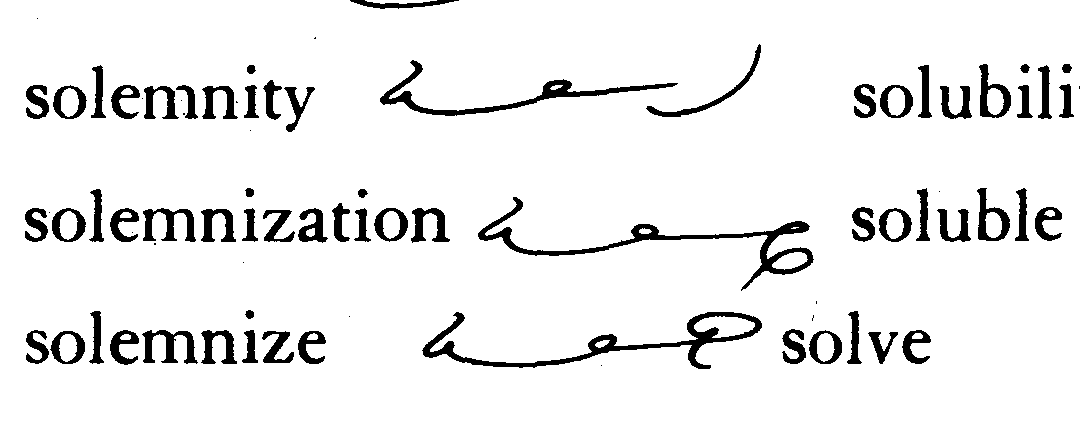 solemnity solubili
solemnization soluble
solemnize solve